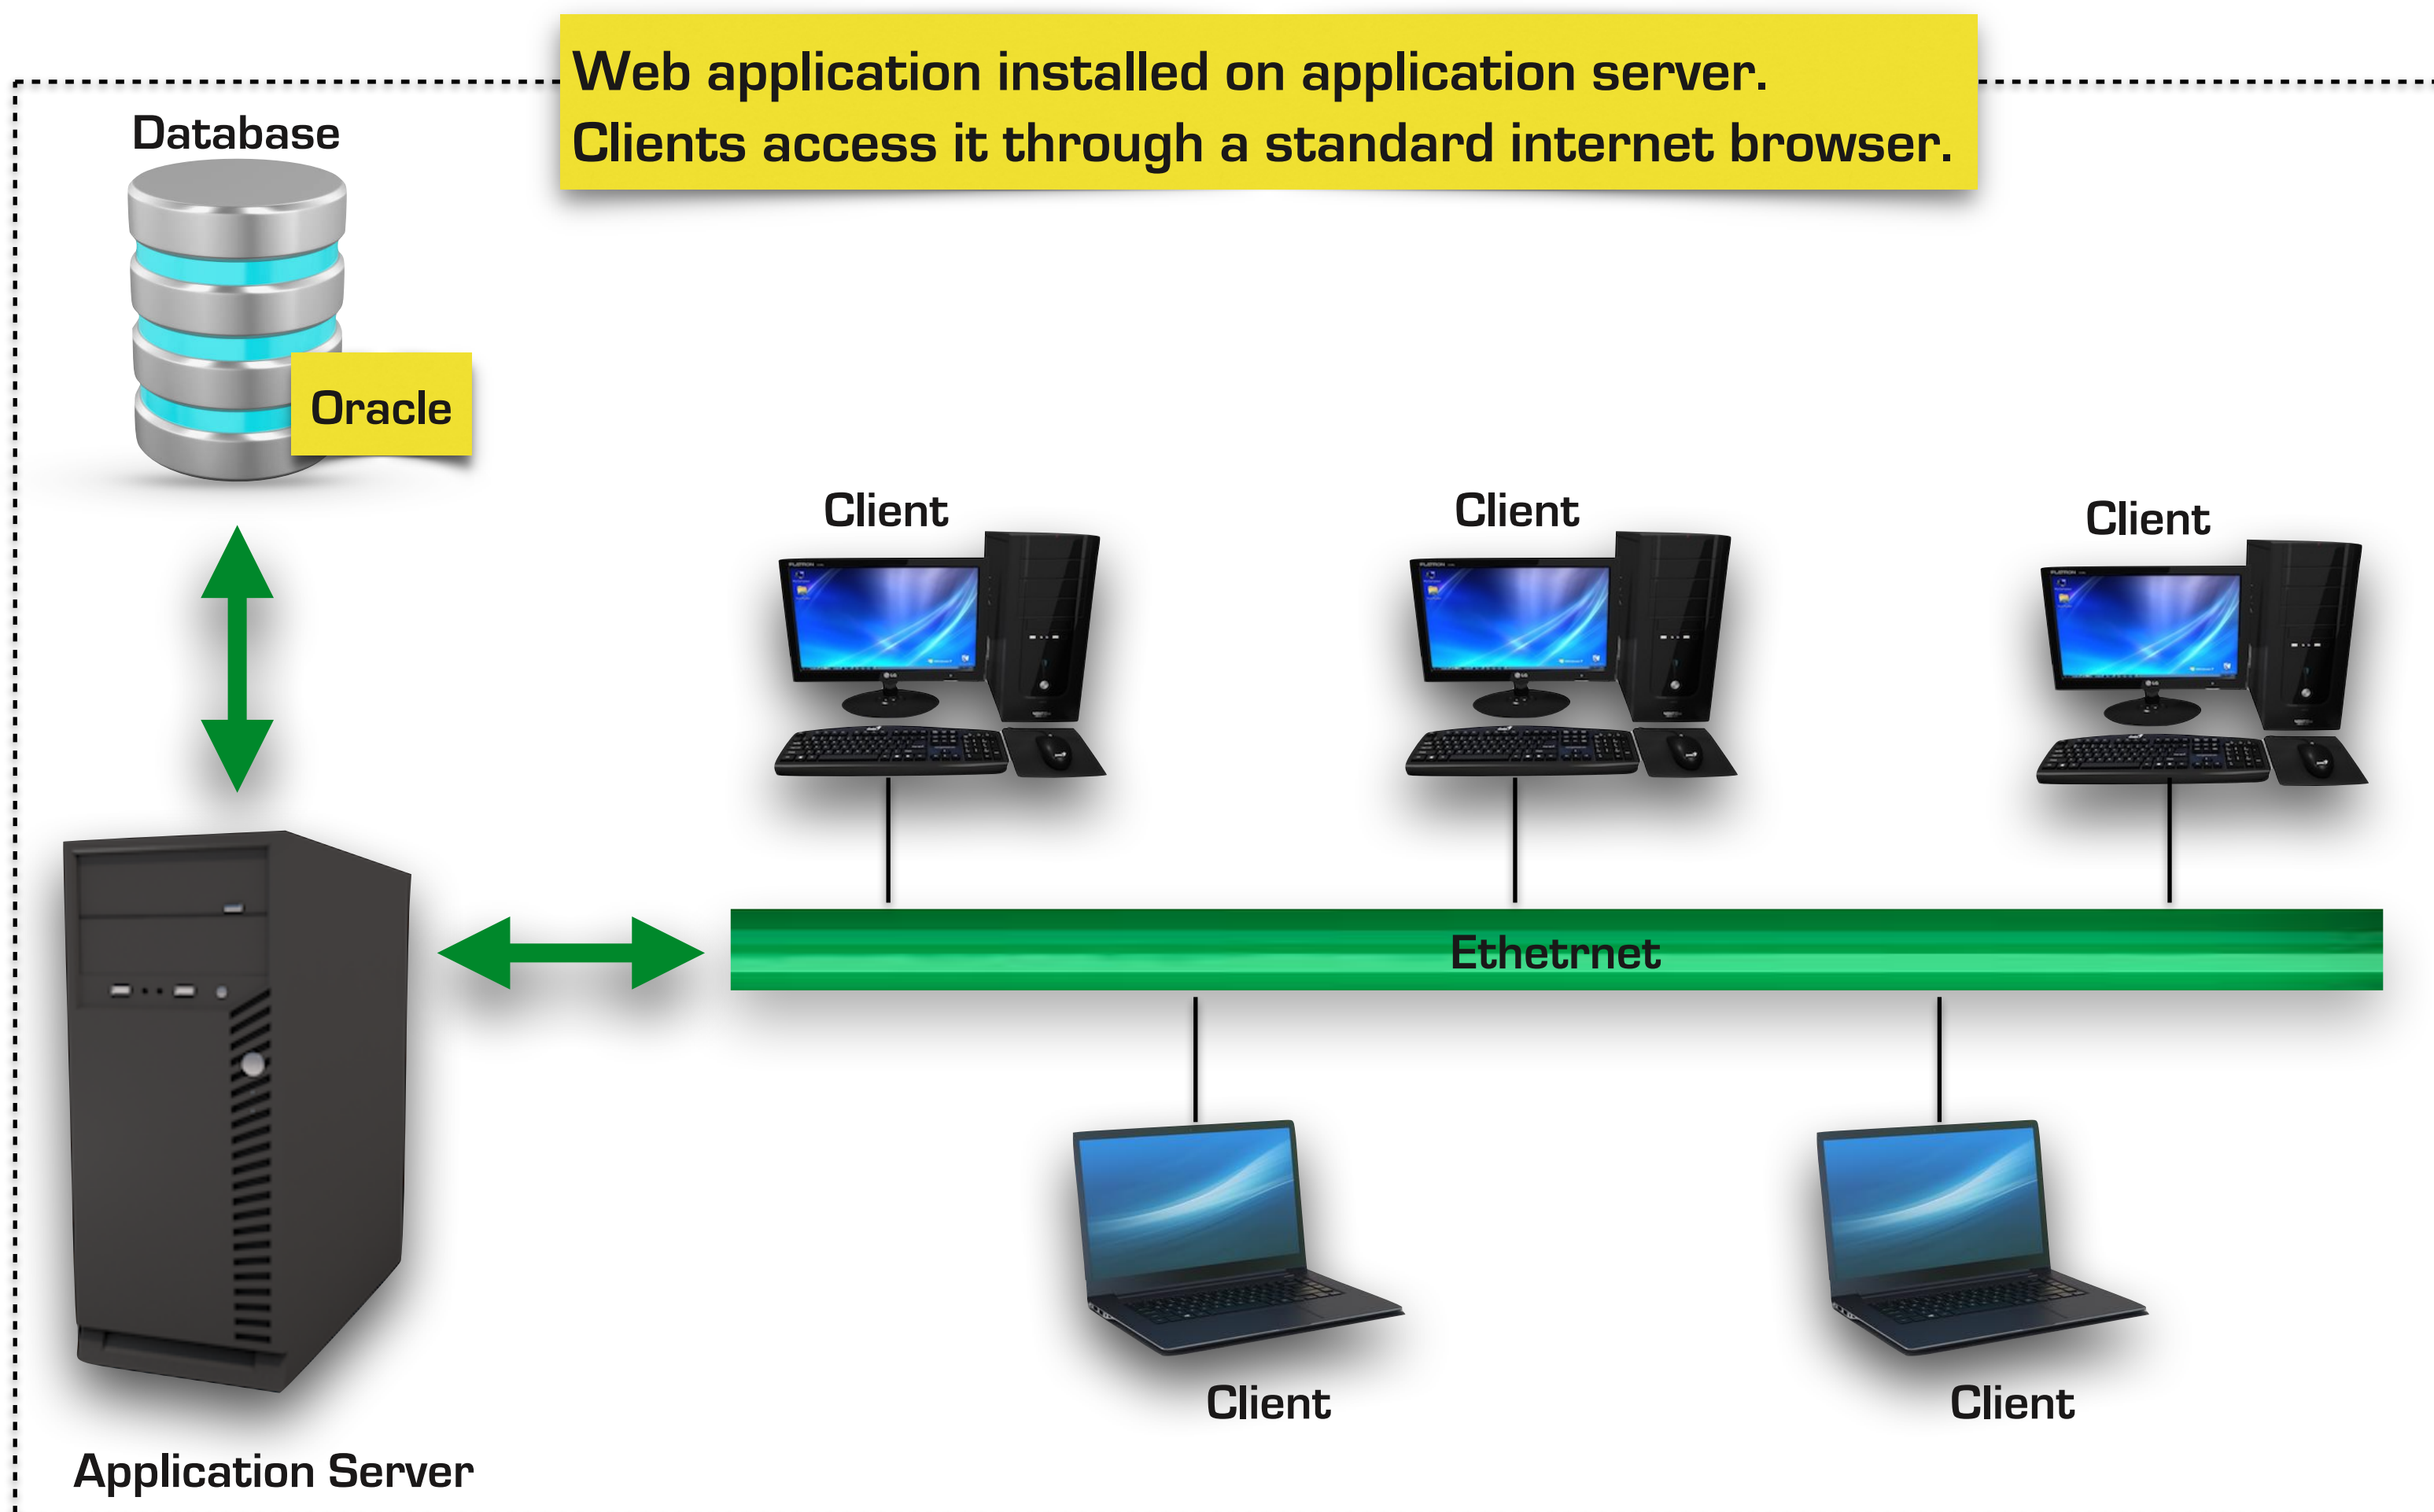 Web application installed on application server.
Clients access it through a standard internet browser.
Database
Oracle
Client
Client
Client
Ethetrnet
Client
Client
Application Server